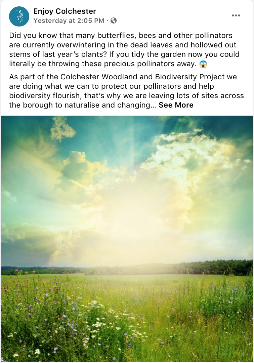 Enjoy Colchester
Yesterday at 2:05 PM ·
Did you know that many butterflies, bees and other pollinators
are currently overwintering in the dead leaves and hollowed out
stems of last year's plants? If you tidy the garden now you could
literally be throwing these precious pollinators away. 😱
As part of the Colchester Woodland and Biodiversity Project we
are doing what we can to protect our pollinators and help
biodiversity flourish, that's why we are leaving lots of sites across
the borough to naturalise and changing... See More